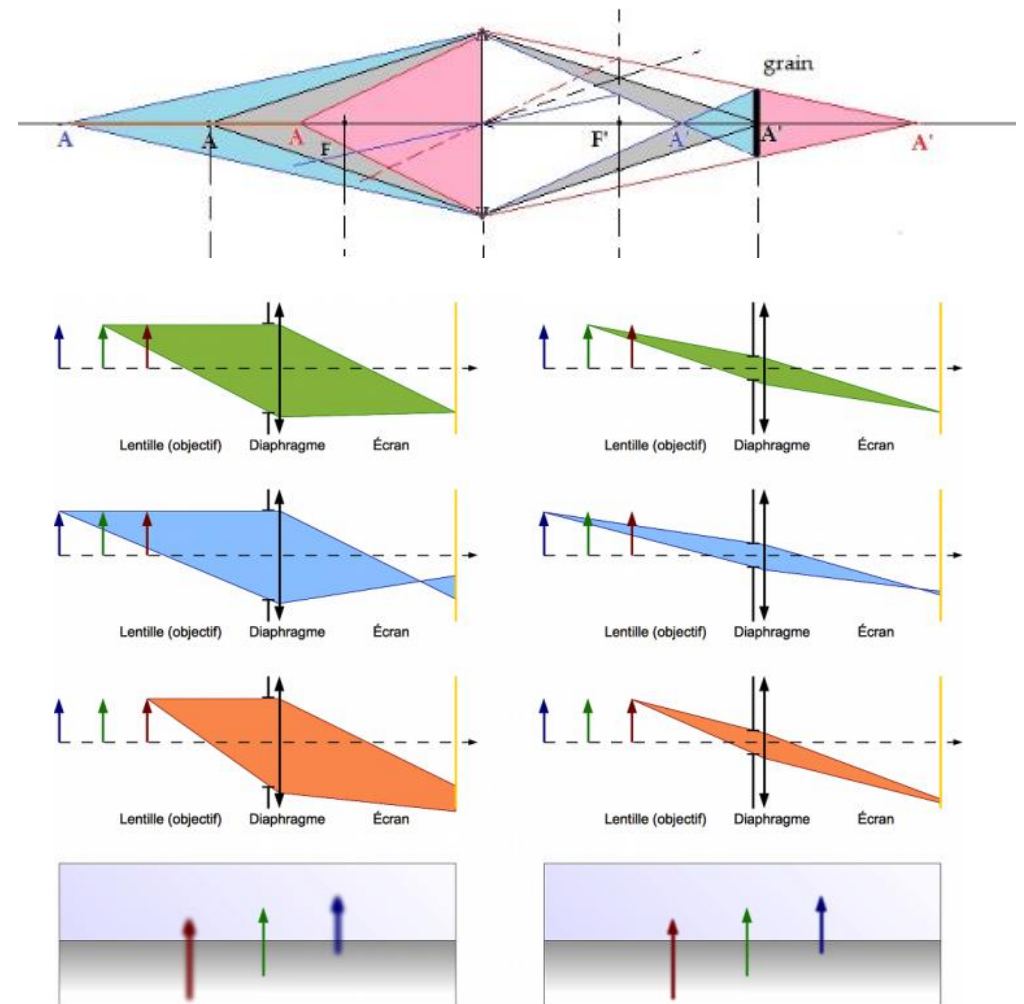 grain
A A A F F' A' A' A'
Lentille (objectif) Diaphragme Écran Lentille (objectif) Diaphragme Écran
Lentille (objectif) Diaphragme Écran Lentille (objectif) Diaphragme Écran
Lentille (objectif) Diaphragme Écran Lentille (objectif) Diaphragme Écran